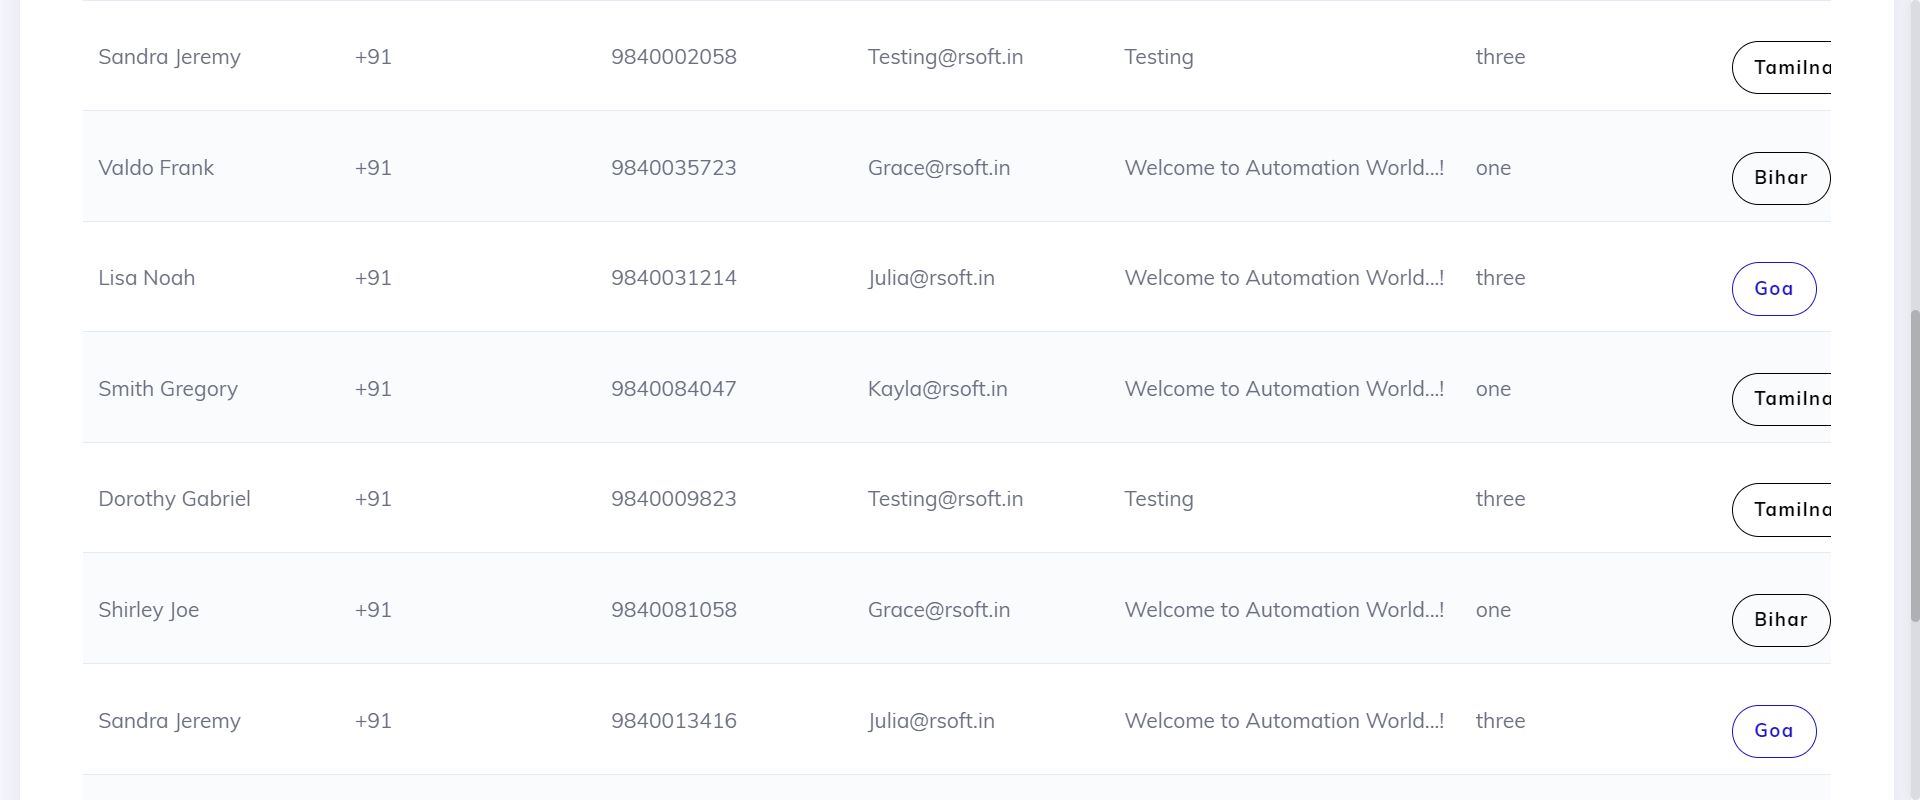 Sandra Jeremy +91 9840002058 Testing@rsoft.in Testing three Tamilna
Valdo Frank +91 9840035723 Grace@rsoft.in Welcome to Automation World...! one Bihar
Lisa Noah +91 9840031214 Julia@rsoft.in Welcome to Automation World...! three Goa
Smith Gregory +91 9840084047 Kayla@rsoft.in Welcome to Automation World...! one Tamilna
Dorothy Gabriel +91 9840009823 Testing@rsoft.in Testing three Tamilna
Shirley Joe +91 9840081058 Grace@rsoft.in Welcome to Automation World...! one Bihar
Sandra Jeremy +91 9840013416 Julia@rsoft.in Welcome to Automation World...! three Goa